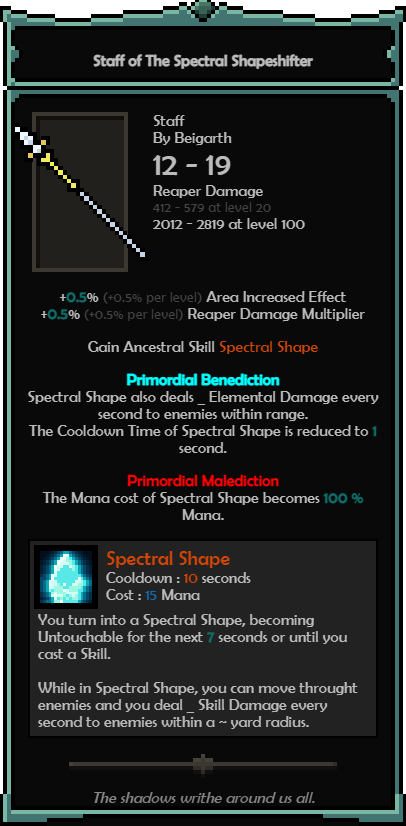 Staff of The Spectral Shapeshifter
Staff
By Beigarth
12 - 19
Reaper Damage
412 - 579 at level 20
2012 - 2819 at level 100
+0.5% (+0.5% per level) Area Increased Effect
+0.5% (+0.5% per level) Reaper Damage Multiplier
Gain Ancestral Skill Spectral Shape
Primordial Benediction
Spectral Shape also deals _ Elemental Damage every
second to enemies within range.
The Cooldown Time of Spectral Shape is reduced to 1
second.
Primordial Malediction
The Mana cost of Spectral Shape becomes 100 %
Mana.
Spectral Shape
Cooldown : 10 seconds
Cost : 15 Mana
You turn into a Spectral Shape, becoming
Untouchable for the next 7 seconds or until you
cast a Skill.
While in Spectral Shape, you can move throught
enemies and you deal _ Skill Damage every
second to enemies within a ~ yard radius.
The shadows writhe around us all.